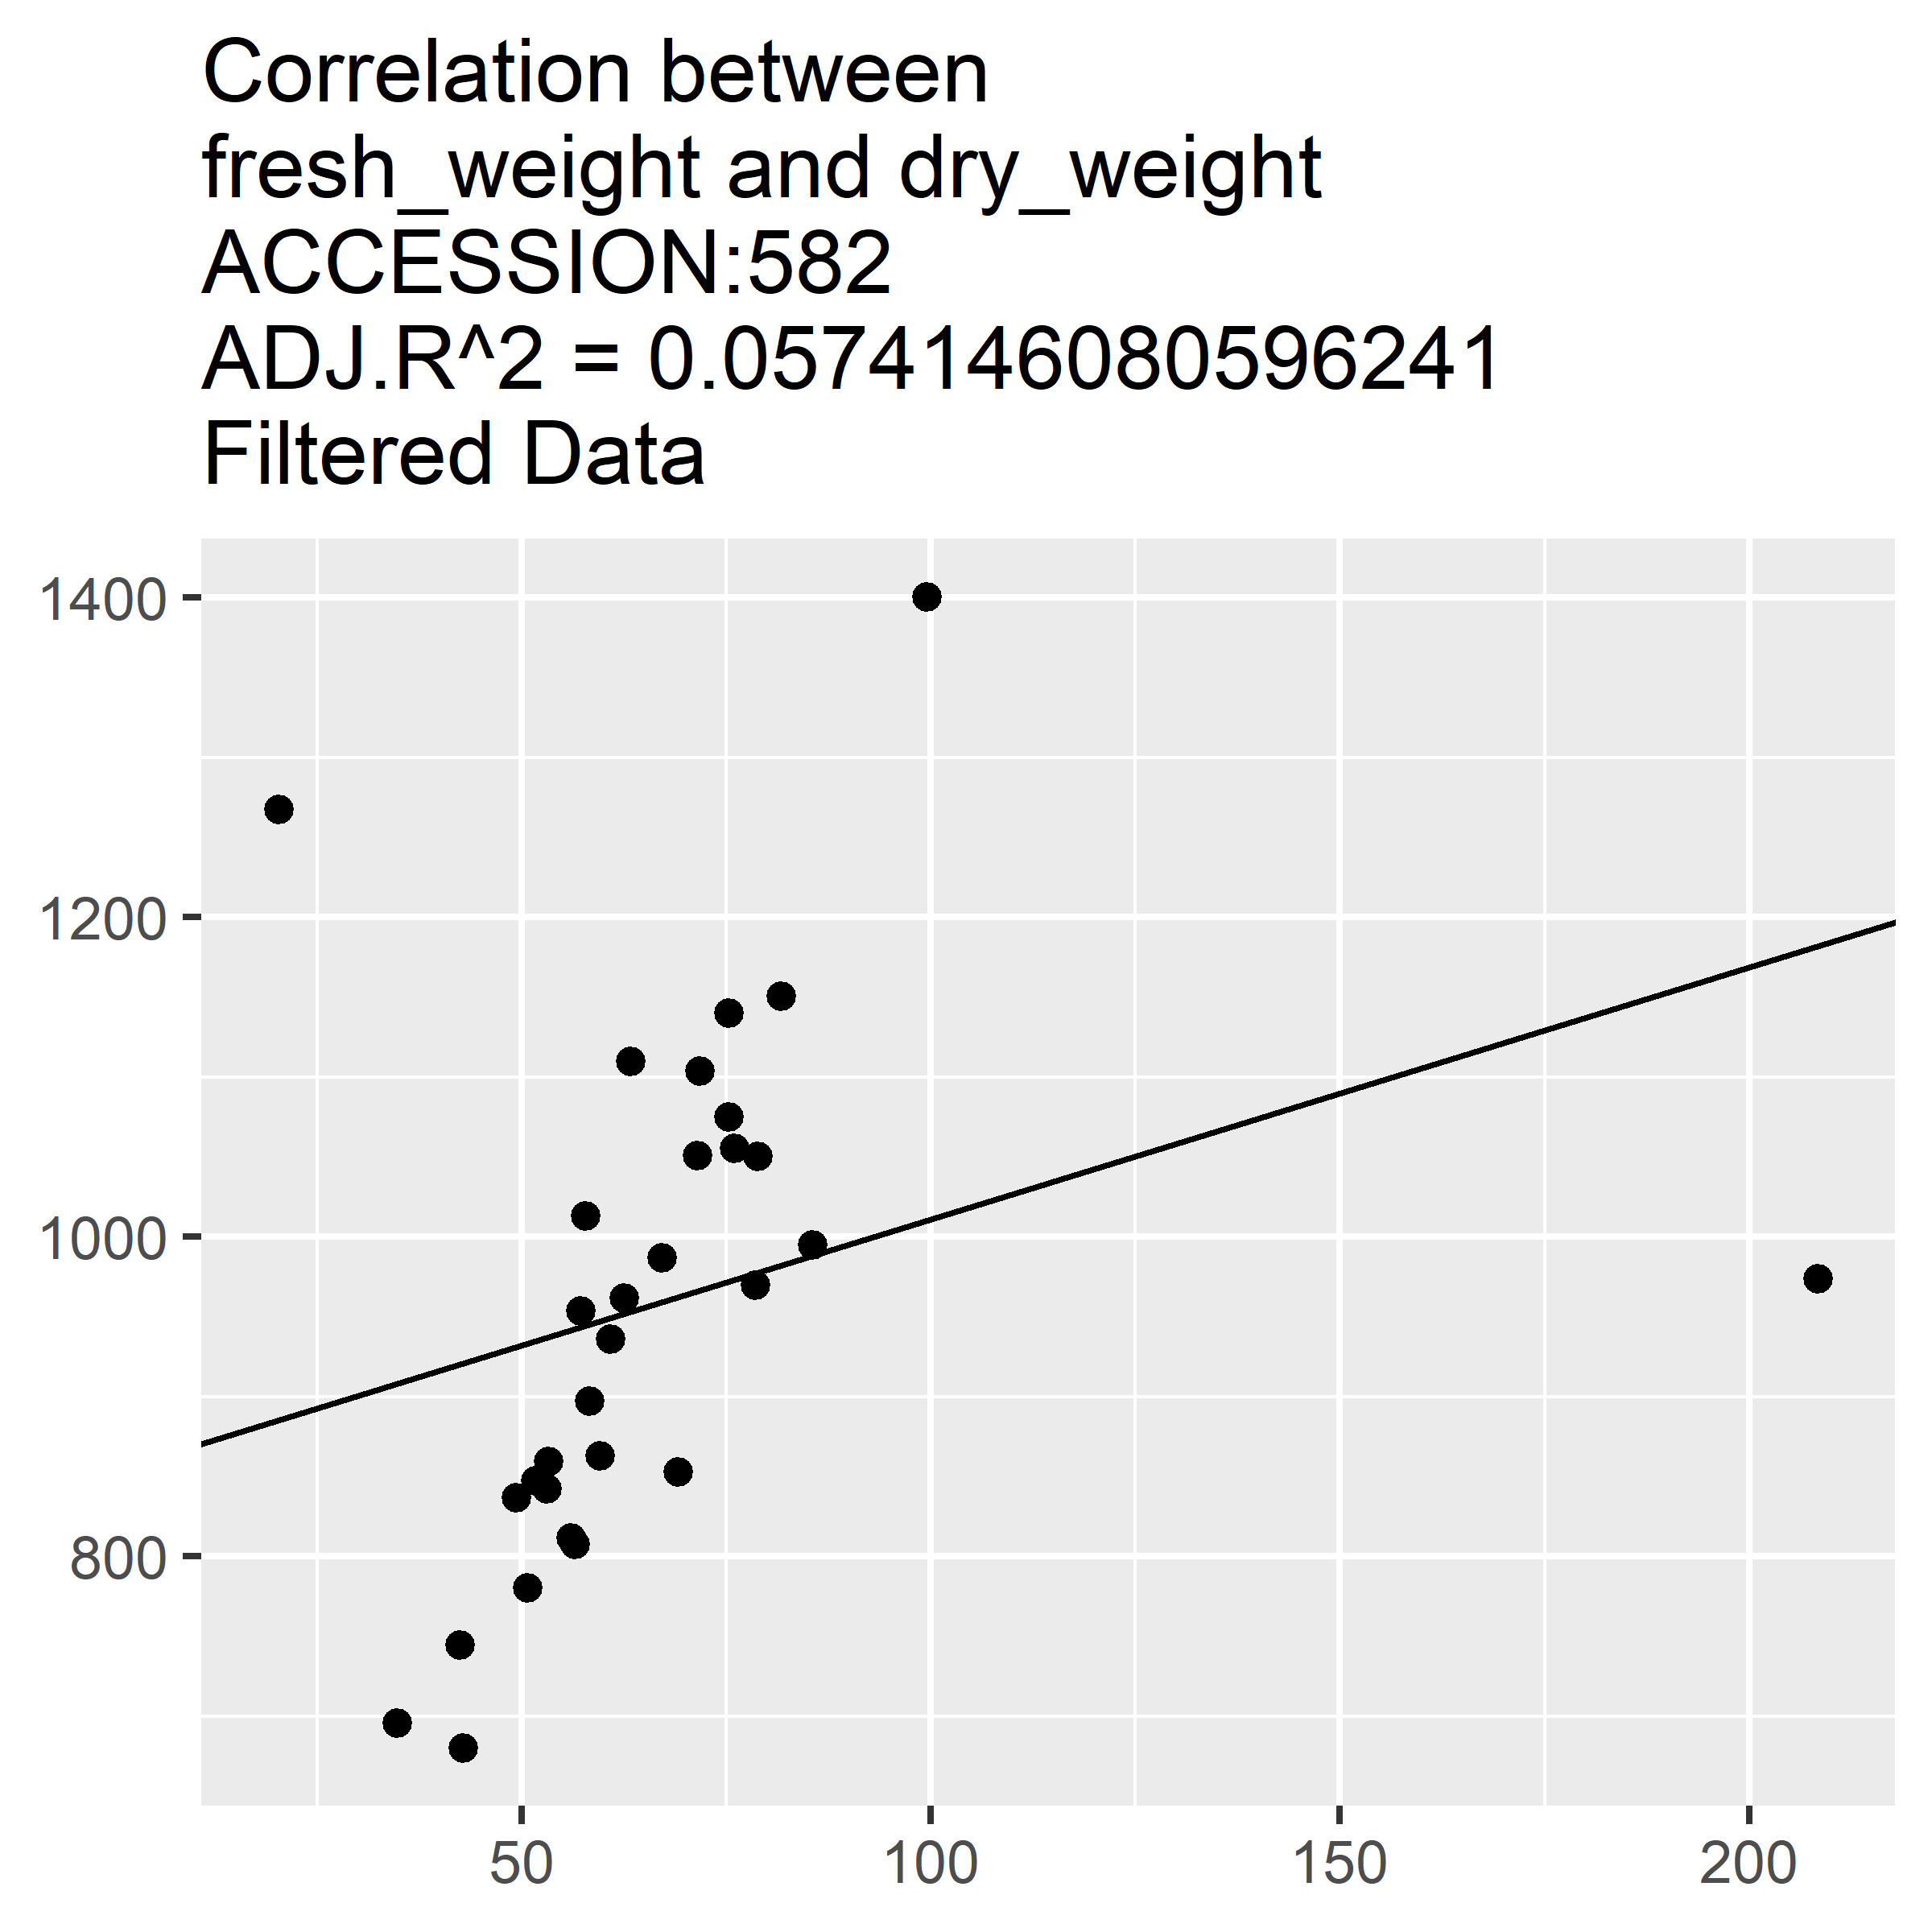 Correlation between
fresh_weight and dry_weight
ACCESSION:582
ADJ.R^2 = 0.0574146080596241
Filtered Data
1400
1200
1000
800
50 100 150 200